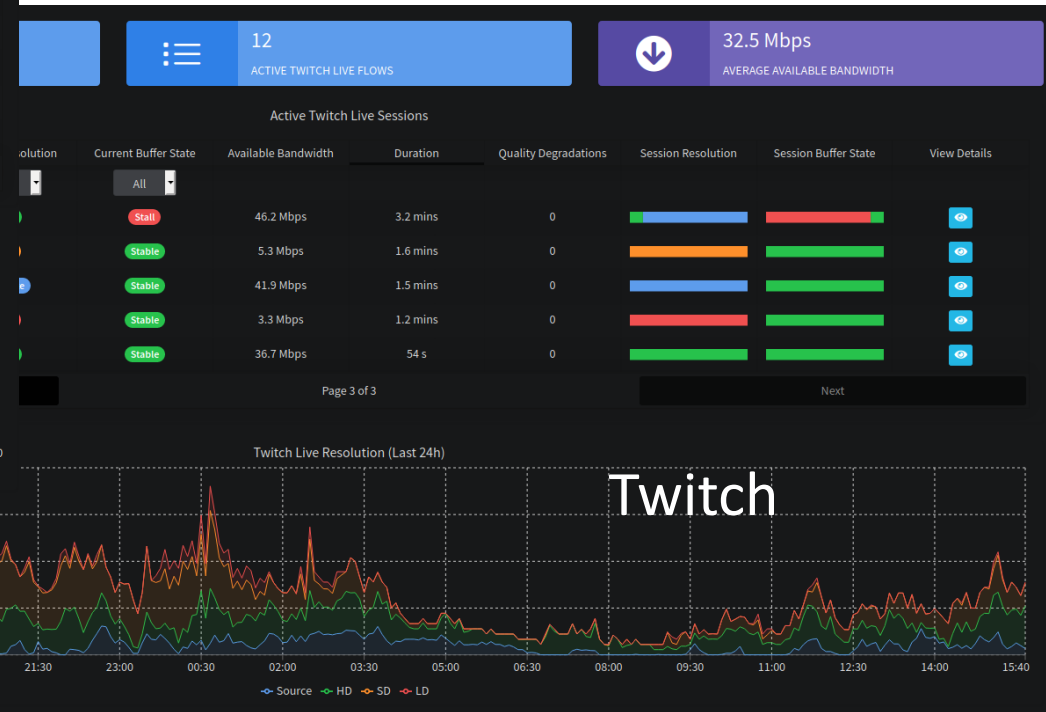 12
ACTIVE TWITCH LIVE FLOWS
32.5 Mbps
AVERAGE AVAILABLE BANDWIDTH
Active Twitch Live Sessions
olution Current Buffer State Available Bandwidth Duration Quality Degradations Session Resolution Session Buffer State View Details
All
Stall 46.2 Mbps 3.2 mins 0
Stable 5.3 Mbps 1.6 mins 0
e Stable 41.9 Mbps 1.5 mins 0
Stable 3.3 Mbps 1.2 mins 0
Stable 36.7 Mbps 54 s 0
Page 3 of 3 Next
Twitch Live Resolution (Last 24h)
Twitch
21:30 23:00 00:30 02:00 03:30 05:00 06:30 08:00 09:30 11:00 12:30 14:00 15:40
Source HD SD LD